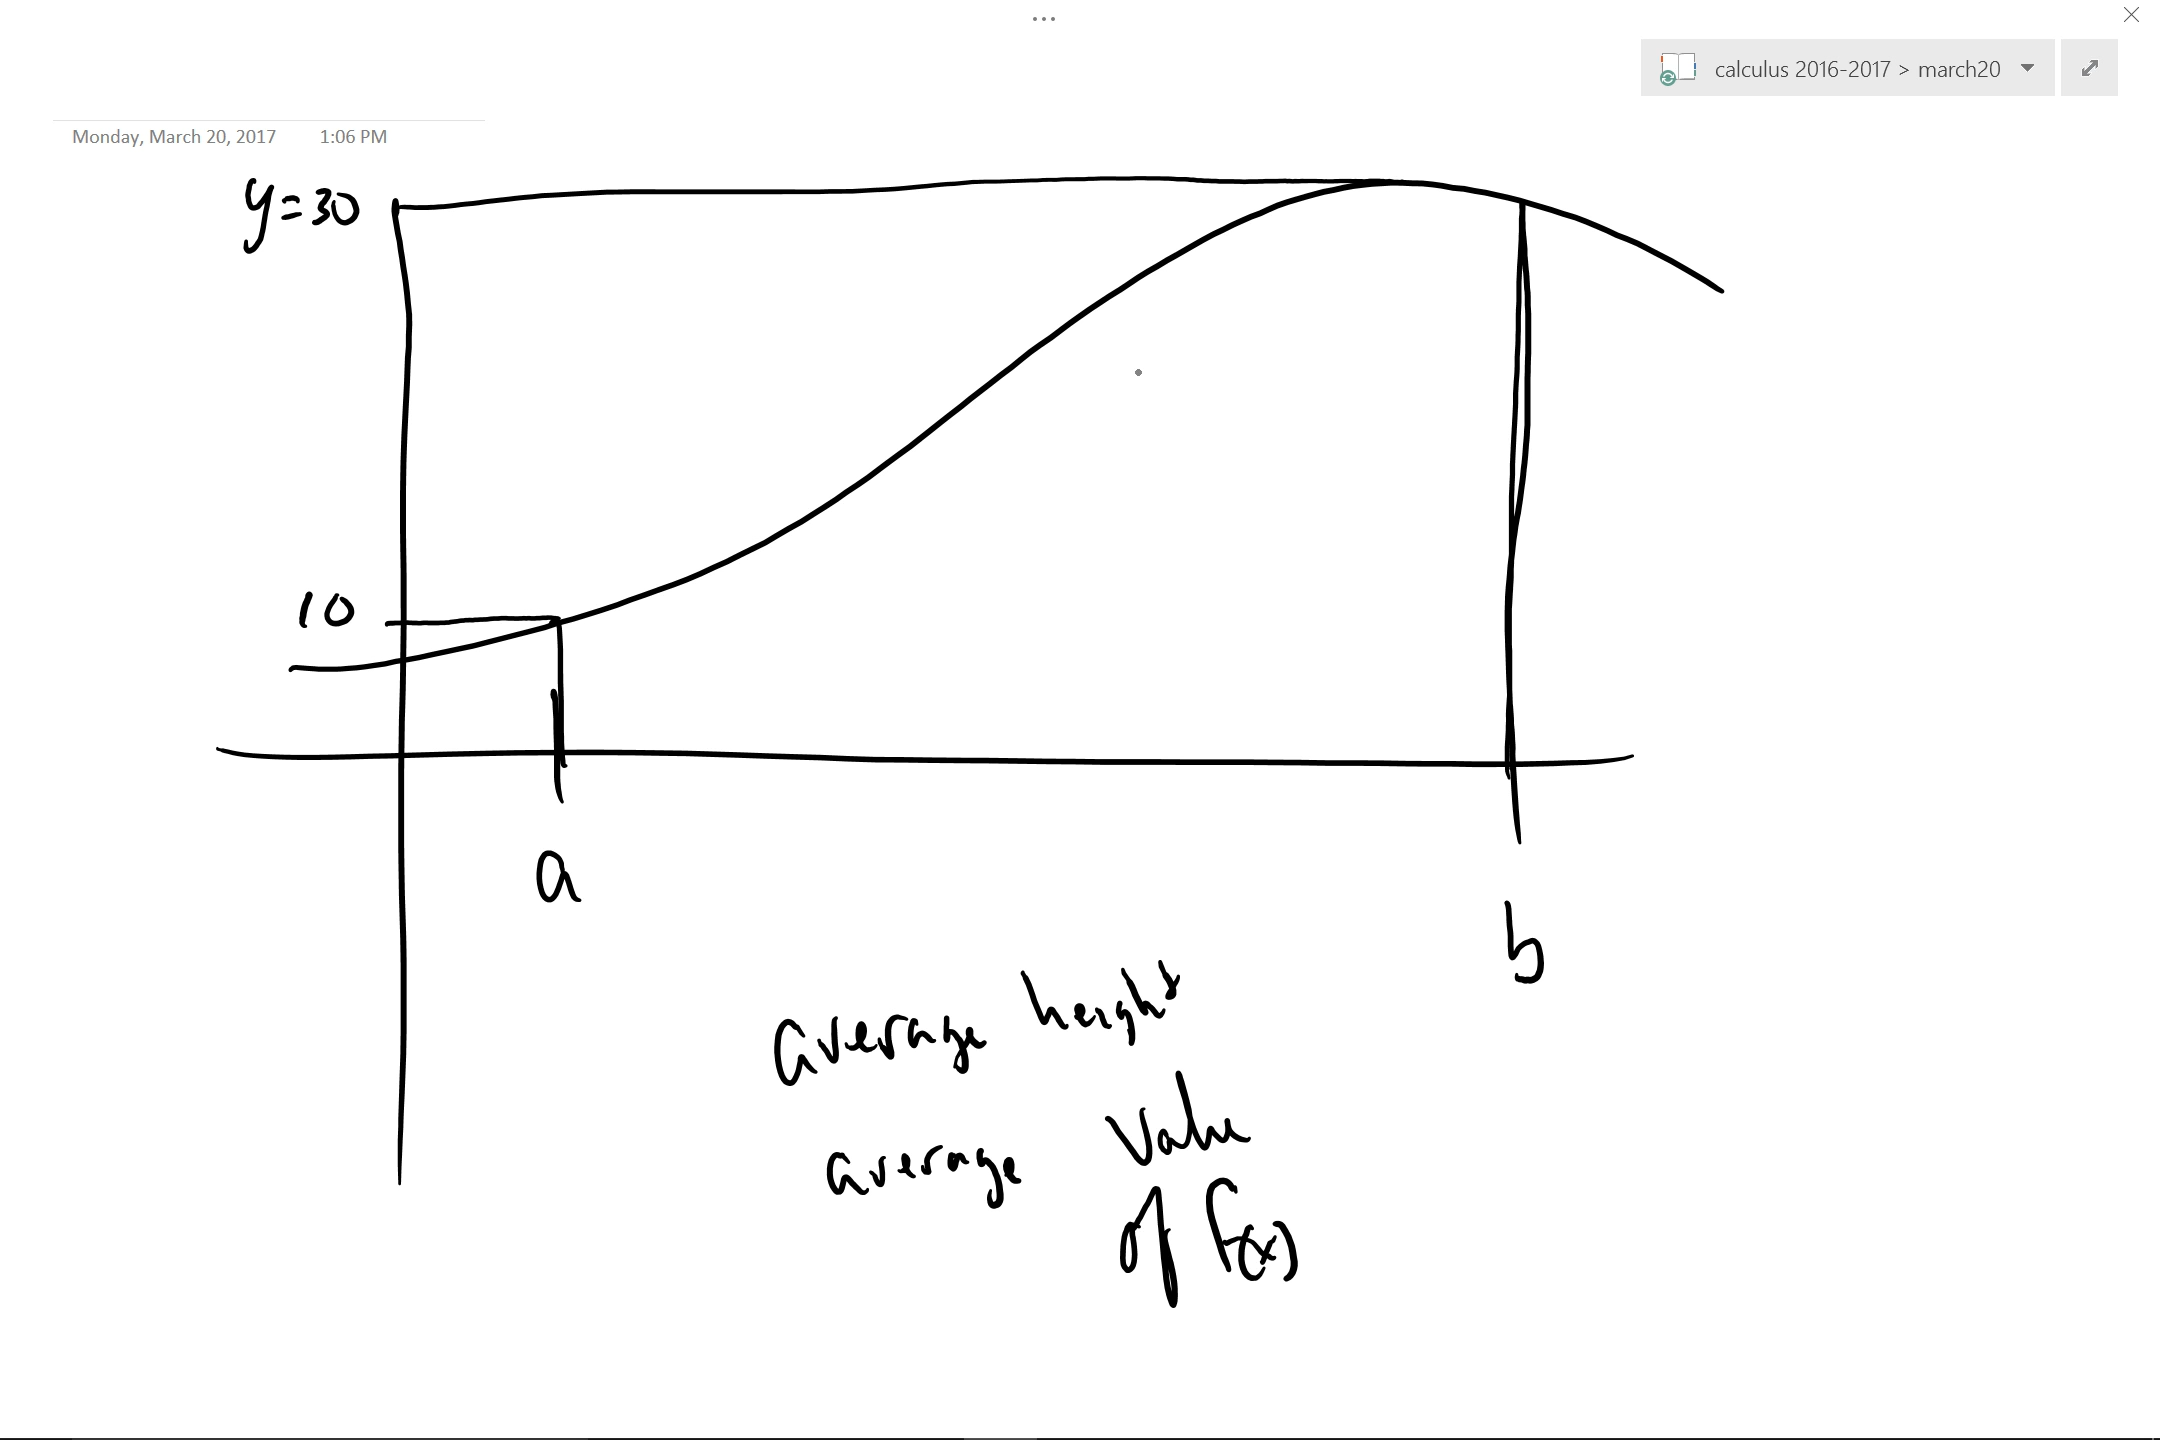 calculus 2016-2017 > march20
Monday, March 20, 2017 1:06 PM
y=30
10
a
b
average height
average value
of f(x)